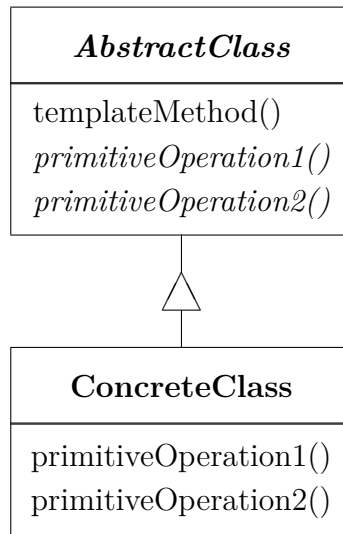 AbstractClass
templateMethod()
primitiveOperation1()
primitiveOperation2()
ConcreteClass
primitiveOperation1()
primitiveOperation2()